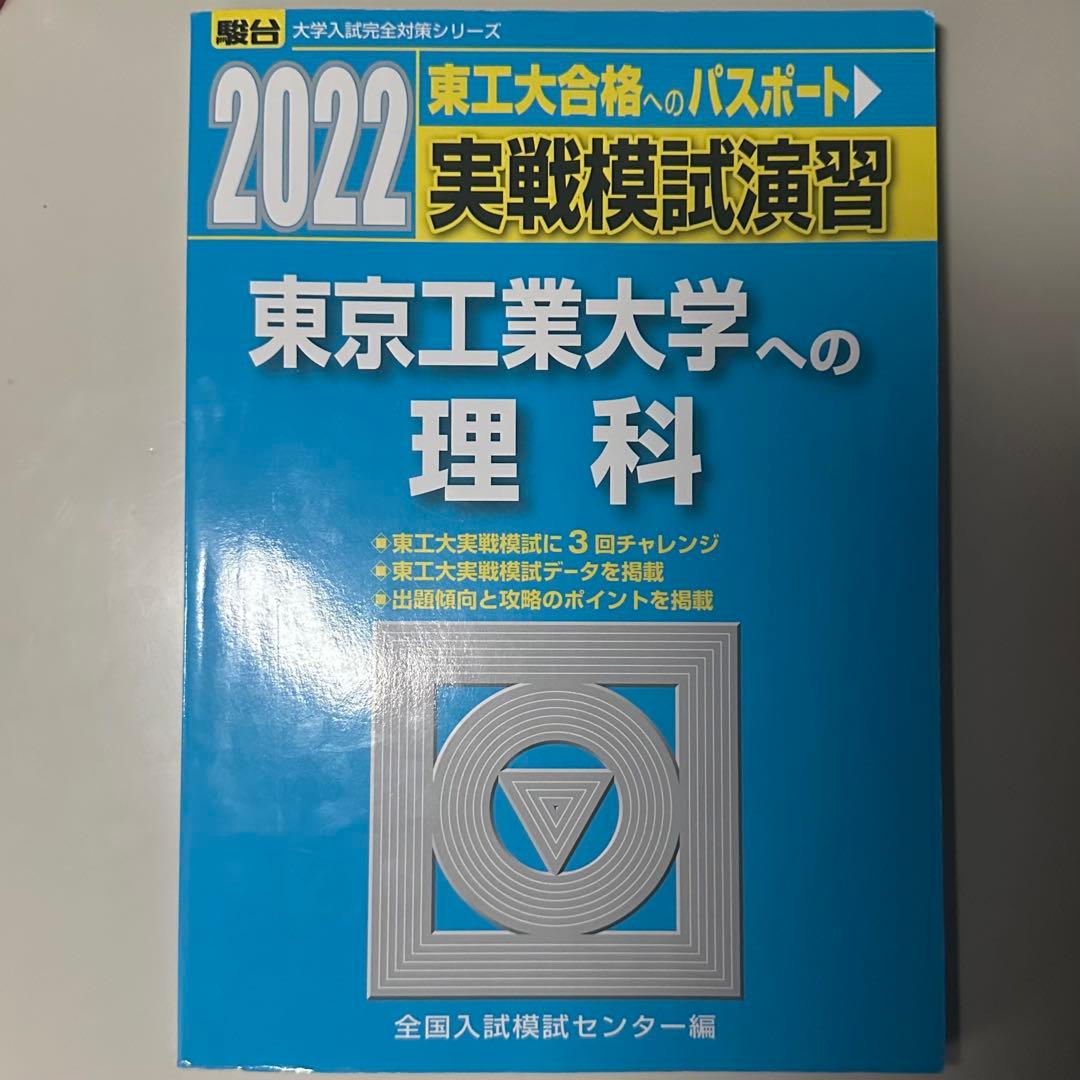 駿台 大学入試完全対策シリーズ
2022
東工大合格へのパスポート▶
実戦模試演習
東京工業大学への
理科
■東工大実戦模試に3回チャレンジ
■東工大実戦模試データを掲載
■出題傾向と攻略のポイントを掲載
全国入試模試センター編